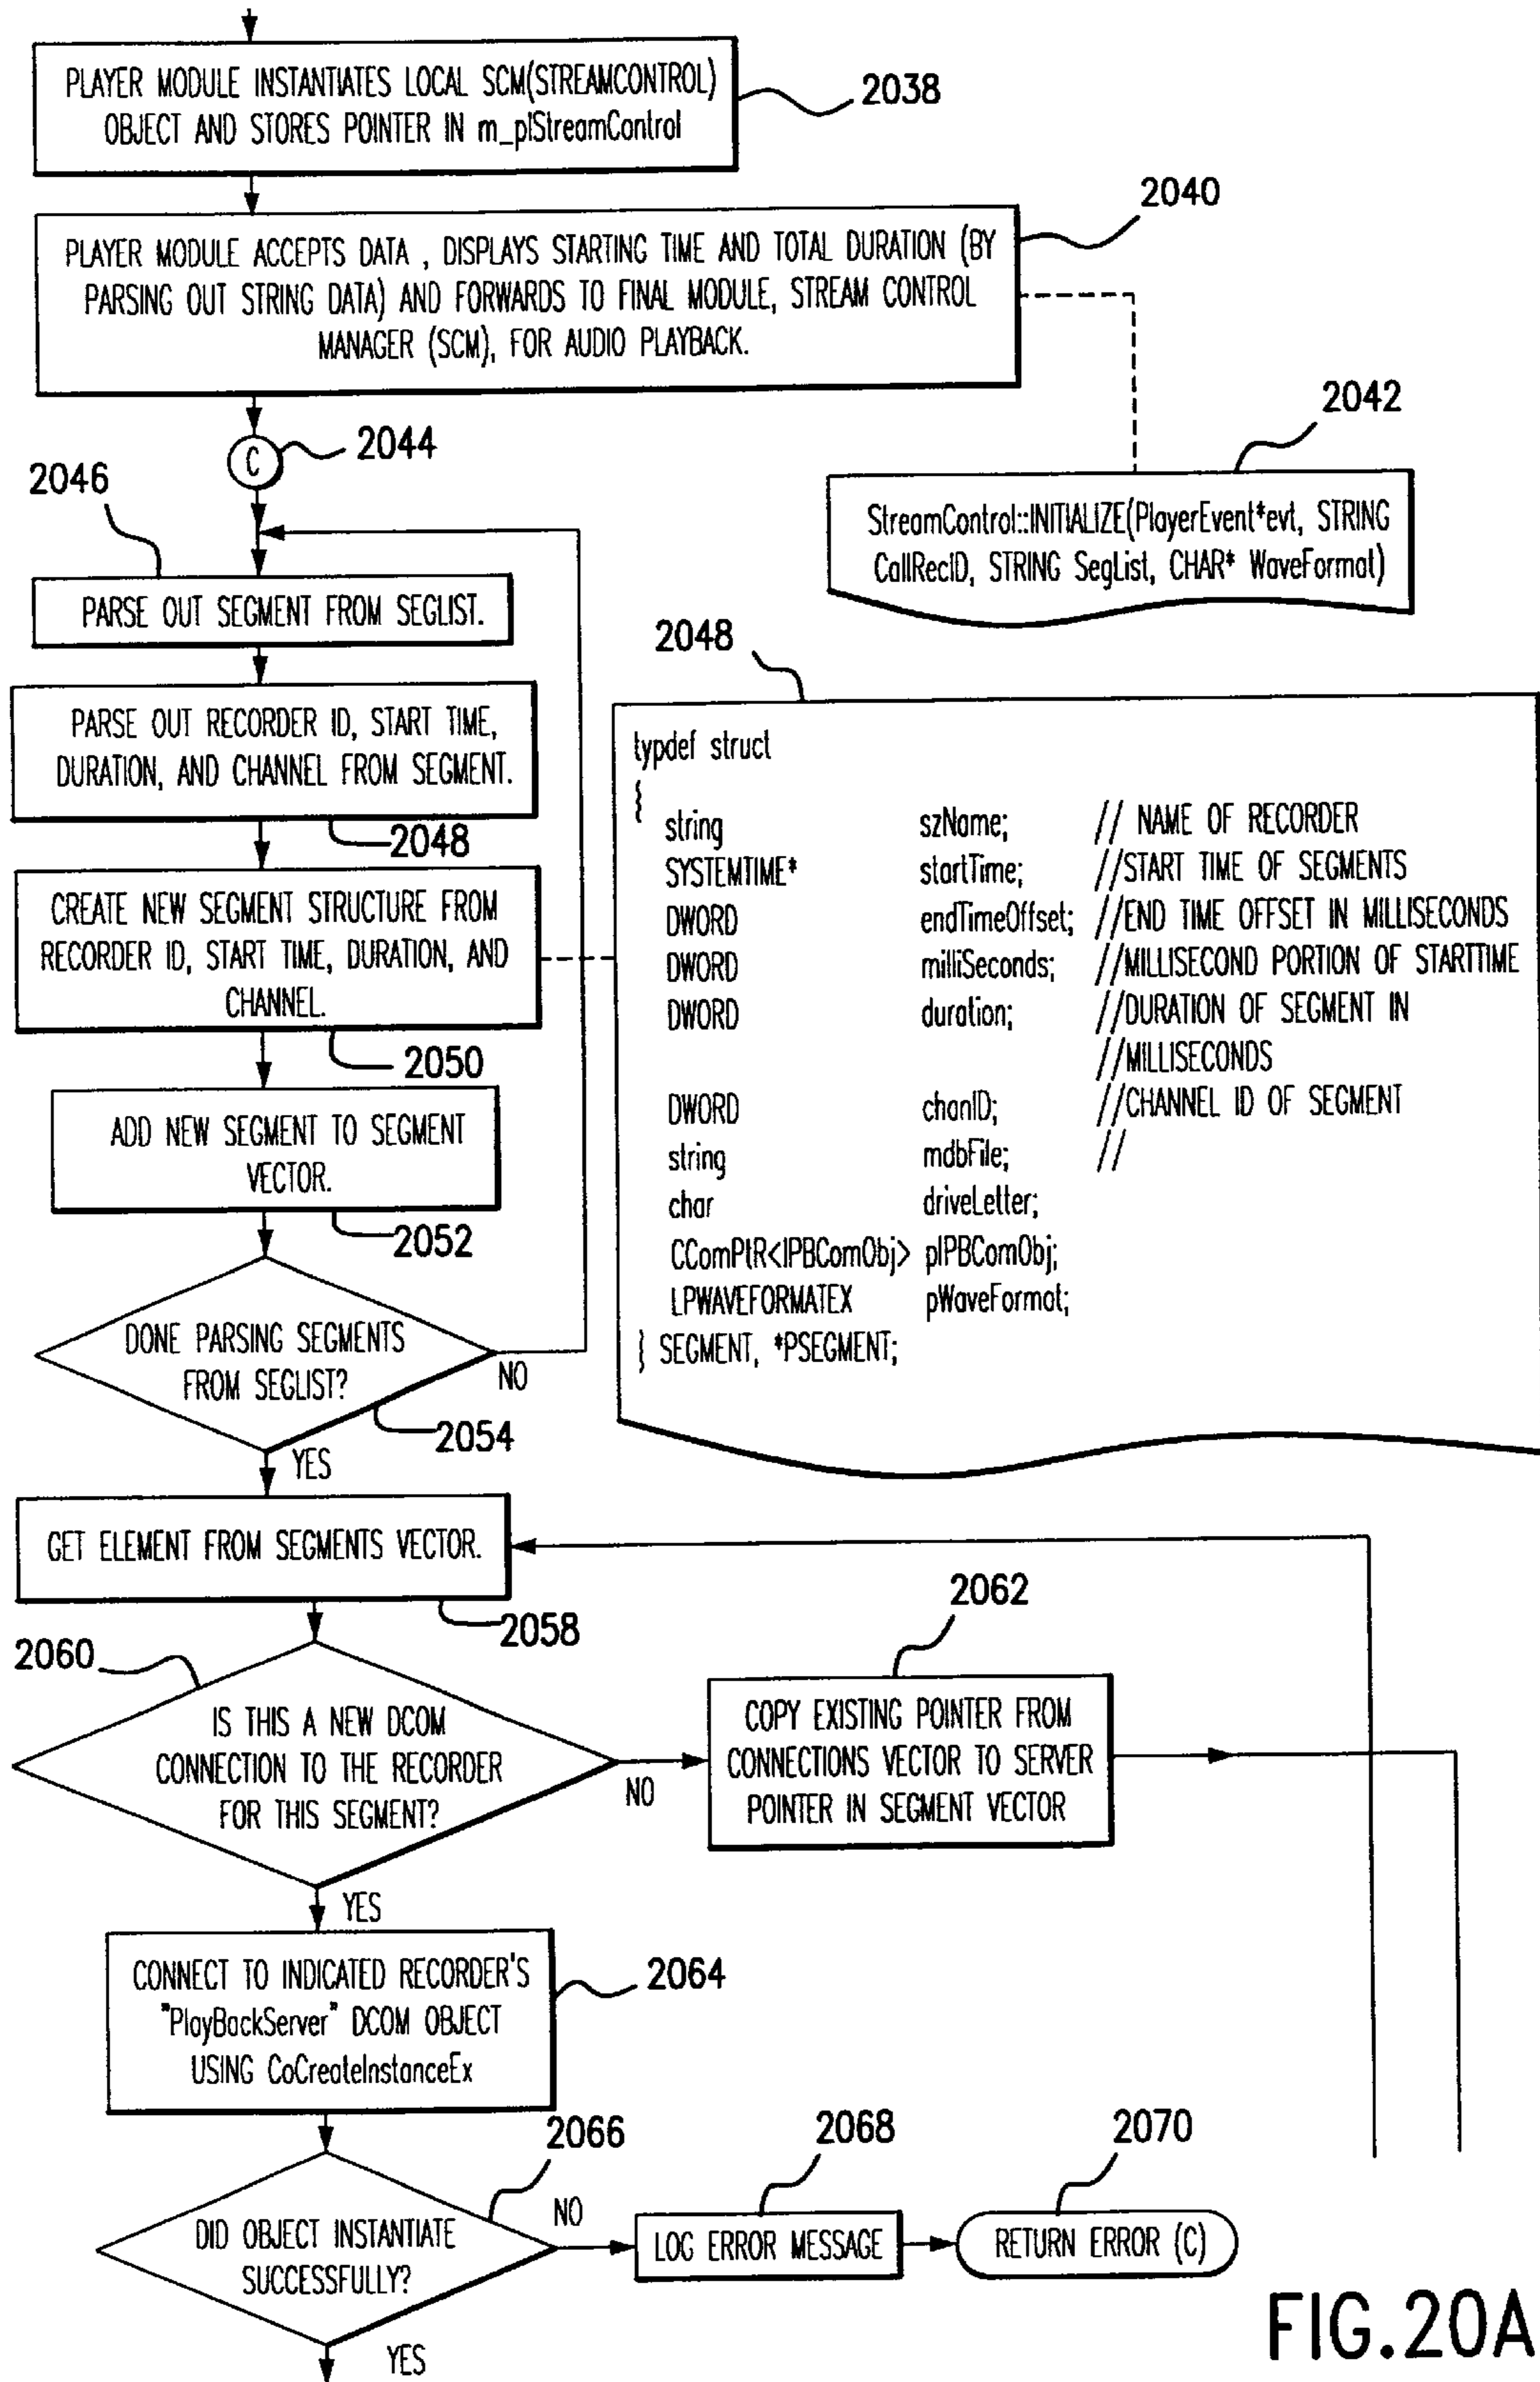 PLAYER MODULE INSTANTIATES LOCAL SCM(STREAMCONTROL)
OBJECT AND STORES POINTER IN m_pIStreamControl
2038
2040
PLAYER MODULE ACCEPTS DATA , DISPLAYS STARTING TIME AND TOTAL DURATION (BY
PARSING OUT STRING DATA) AND FORWARDS TO FINAL MODULE, STREAM CONTROL
MANAGER (SCM), FOR AUDIO PLAYBACK.
2042
StreamControl::INITIALIZE(PlayerEvent*evt, STRING
CallRecID, STRING SegList, CHAR* WaveFormat)
C
2044
2046
PARSE OUT SEGMENT FROM SEGLIST.
PARSE OUT RECORDER ID, START TIME,
DURATION, AND CHANNEL FROM SEGMENT.
2048
CREATE NEW SEGMENT STRUCTURE FROM
RECORDER ID, START TIME, DURATION, AND
CHANNEL.
2050
2048
typdef struct
{
string szName; // NAME OF RECORDER
SYSTEMTIME* startTime; //START TIME OF SEGMENTS
DWORD endTimeOffset; //END TIME OFFSET IN MILLISECONDS
DWORD milliSeconds; //MILLISECOND PORTION OF STARTTIME
DWORD duration; //DURATION OF SEGMENT IN
//MILLISECONDS
DWORD chanID; //CHANNEL ID OF SEGMENT
string mdbFile; //
char driveLetter;
CComPtR<IPBComObj> pIPBComObj;
LPWAVEFORMATEX pWaveFormat;
} SEGMENT, *PSEGMENT;
ADD NEW SEGMENT TO SEGMENT
VECTOR.
2052
DONE PARSING SEGMENTS
FROM SEGLIST?
NO
2054
YES
GET ELEMENT FROM SEGMENTS VECTOR.
2058
2060
IS THIS A NEW DCOM
CONNECTION TO THE RECORDER
FOR THIS SEGMENT?
NO
2062
COPY EXISTING POINTER FROM
CONNECTIONS VECTOR TO SERVER
POINTER IN SEGMENT VECTOR
YES
CONNECT TO INDICATED RECORDER'S
"PlayBackServer" DCOM OBJECT
USING CoCreateInstanceEx
2064
2066
DID OBJECT INSTANTIATE
SUCCESSFULLY?
NO
2068
LOG ERROR MESSAGE
2070
RETURN ERROR (C)
YES
FIG.20A